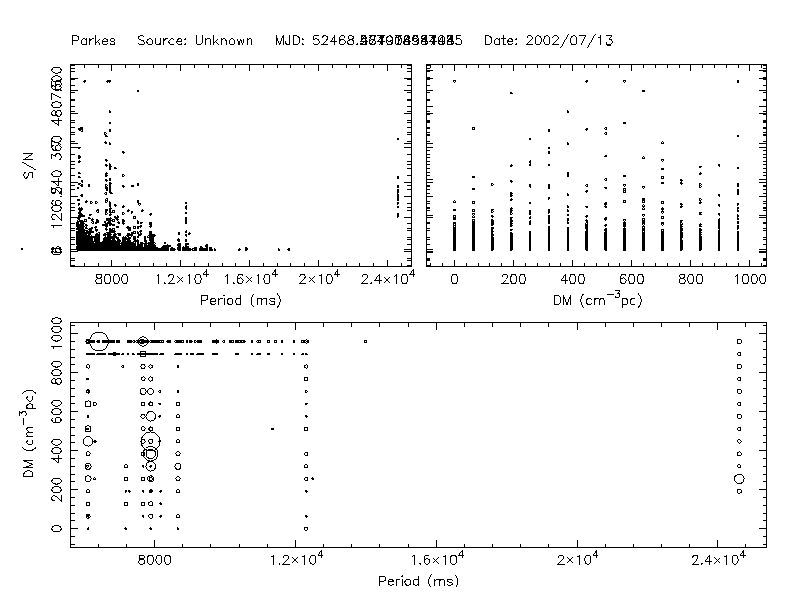 Parkes Source: Unknown MJD: Date: 2002/07/13
S/N
8000 1.2×10⁴ 1.6×10⁴ 2×10⁴ 2.4×10⁴
Period (ms)
0 200 400 600 800 1000
DM (cm⁻³pc)
0 200 400 600 800 1000
DM (cm⁻³pc)
8000 1.2×10⁴ 1.6×10⁴ 2×10⁴ 2.4×10⁴
Period (ms)